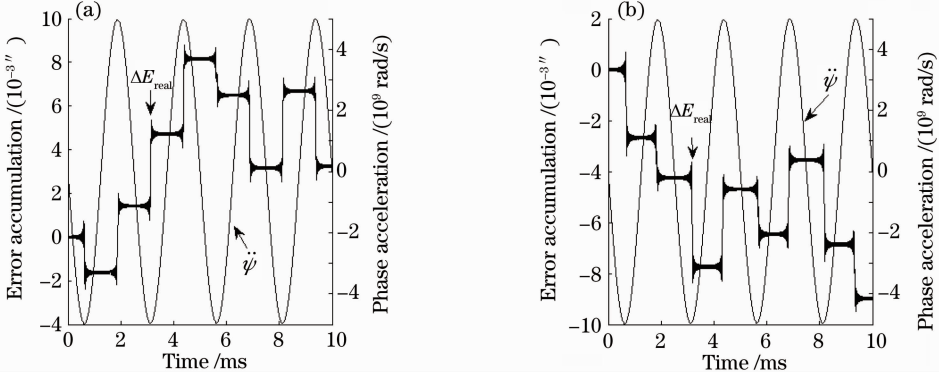 (a)
Error accumulation /(10⁻³ ″)
10
8
6
4
2
0
−2
−4
ΔE_real
ψ̈
4
2
0
−2
−4
Phase acceleration /(10⁹ rad/s)
0 2 4 6 8 10
Time /ms
(b)
Error accumulation /(10⁻³ ″)
2
0
−2
−4
−6
−8
−10
ΔE_real
ψ̈
4
2
0
−2
−4
Phase acceleration /(10⁹ rad/s)
0 2 4 6 8 10
Time /ms